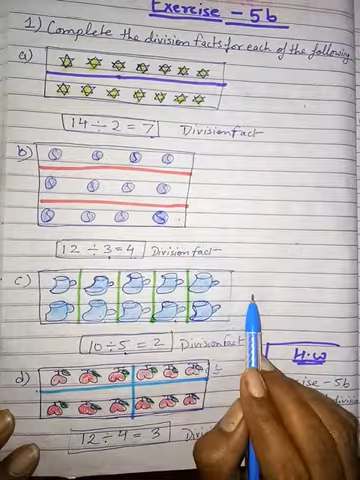 Exercise - 5b
1) Complete the division facts for each of the following
a)
14 ÷ 2 = 7 Division fact
b)
12 ÷ 3 = 4 Division fact
c)
10 ÷ 5 = 2 Division fact
H.W
d)
- 5b
12 ÷ 4 = 3